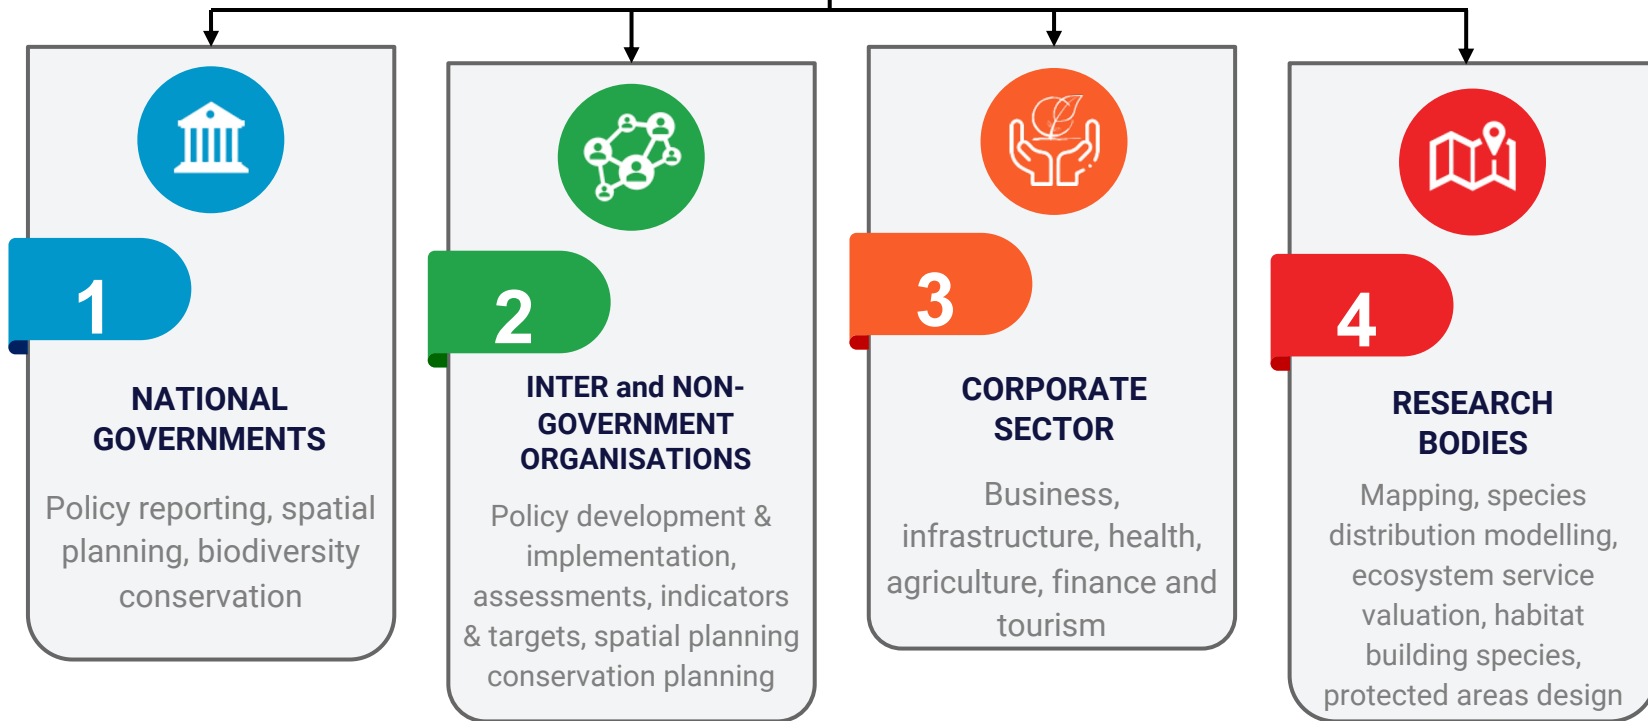 1
NATIONAL
GOVERNMENTS
Policy reporting, spatial
planning, biodiversity
conservation
2
INTER and NON-
GOVERNMENT
ORGANISATIONS
Policy development &
implementation,
assessments, indicators
& targets, spatial planning
conservation planning
3
CORPORATE
SECTOR
Business,
infrastructure, health,
agriculture, finance and
tourism
4
RESEARCH
BODIES
Mapping, species
distribution modelling,
ecosystem service
valuation, habitat
building species,
protected areas design